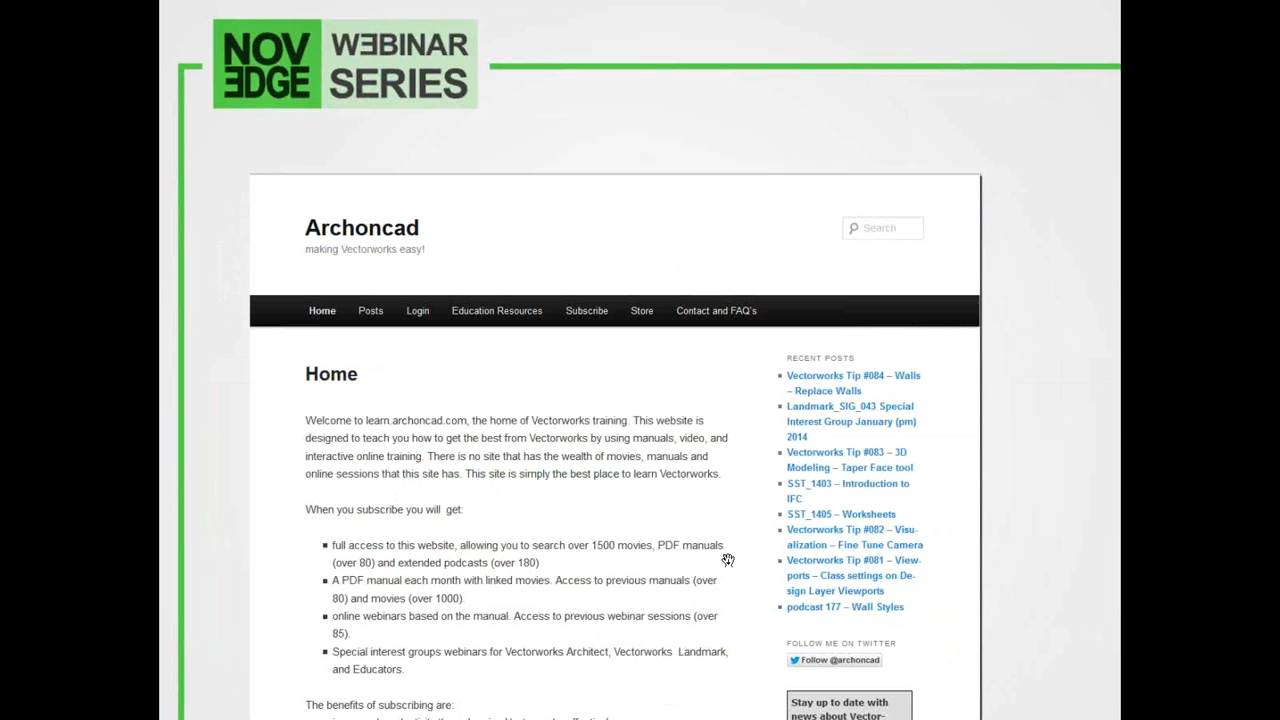 NOV
EDGE
WEBINAR
SERIES
Archoncad
making Vectorworks easy!
Search
Home Posts Login Education Resources Subscribe Store Contact and FAQ's
Home
Welcome to learn.archoncad.com, the home of Vectorworks training. This website is
designed to teach you how to get the best from Vectorworks by using manuals, video, and
interactive online training. There is no site that has the wealth of movies, manuals and
online sessions that this site has. This site is simply the best place to learn Vectorworks.
When you subscribe you will get:
full access to this website, allowing you to search over 1500 movies, PDF manuals
(over 80) and extended podcasts (over 180)
A PDF manual each month with linked movies. Access to previous manuals (over
80) and movies (over 1000).
online webinars based on the manual. Access to previous webinar sessions (over
85).
Special interest groups webinars for Vectorworks Architect, Vectorworks Landmark,
and Educators.
The benefits of subscribing are:
RECENT POSTS
Vectorworks Tip #084 – Walls
– Replace Walls
Landmark_SIG_043 Special
Interest Group January (pm)
2014
Vectorworks Tip #083 – 3D
Modeling – Taper Face tool
SST_1403 – Introduction to
IFC
SST_1405 – Worksheets
Vectorworks Tip #082 – Visu-
alization – Fine Tune Camera
Vectorworks Tip #081 – View-
ports – Class settings on De-
sign Layer Viewports
podcast 177 – Wall Styles
FOLLOW ME ON TWITTER
Follow @archoncad
Stay up to date with
news about Vector-